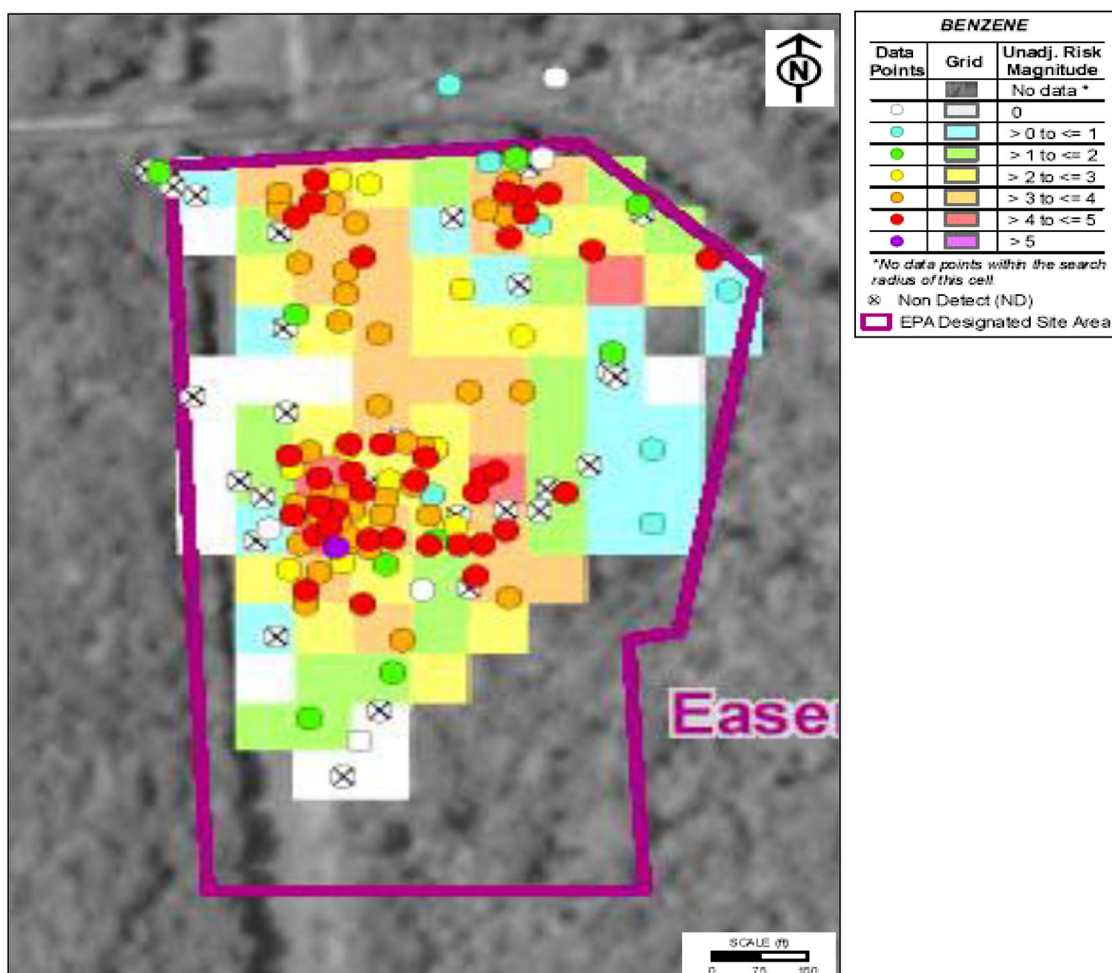 BENZENE
Data Points Grid Unadj. Risk Magnitude
No data *
0
> 0 to <= 1
> 1 to <= 2
> 2 to <= 3
> 3 to <= 4
> 4 to <= 5
> 5
*No data points within the search
radius of this cell.
Non Detect (ND)
EPA Designated Site Area
N
Easem
SCALE (ft)
0 75 150